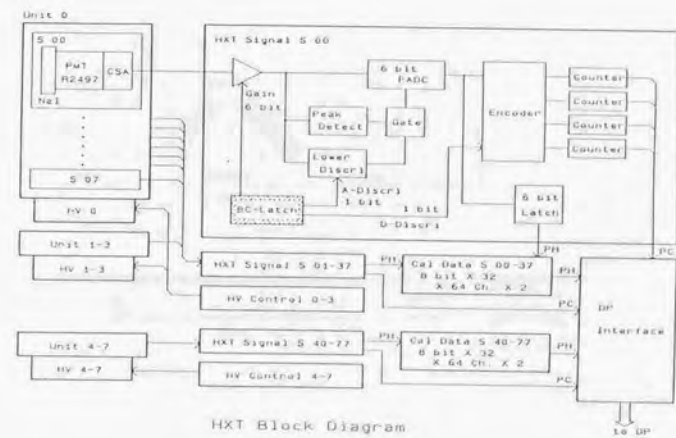 Unit 0
S 00
PMT
R2497
CSA
NaI
S 07
HV 0
Unit 1-3
HV 1-3
Unit 4-7
HV 4-7
HXT Signal S 00
Gain
6 bit
6 bit
FADC
Peak
Detect
Gate
Lower
Discri
A-Discri
1 bit
BC-Latch
1 bit
D-Discri
Encoder
Counter
Counter
Counter
Counter
6 bit
Latch
PH
PC
HXT Signal S 01-37
PH
Cal Data S 00-37
8 bit X 32
X 64 Ch. X 2
PH
PC
HV Control 0-3
DP
Interface
HXT Signal S 40-77
PH
Cal Data S 40-77
8 bit X 32
X 64 Ch. X 2
PH
PC
HV Control 4-7
to DP
HXT Block Diagram